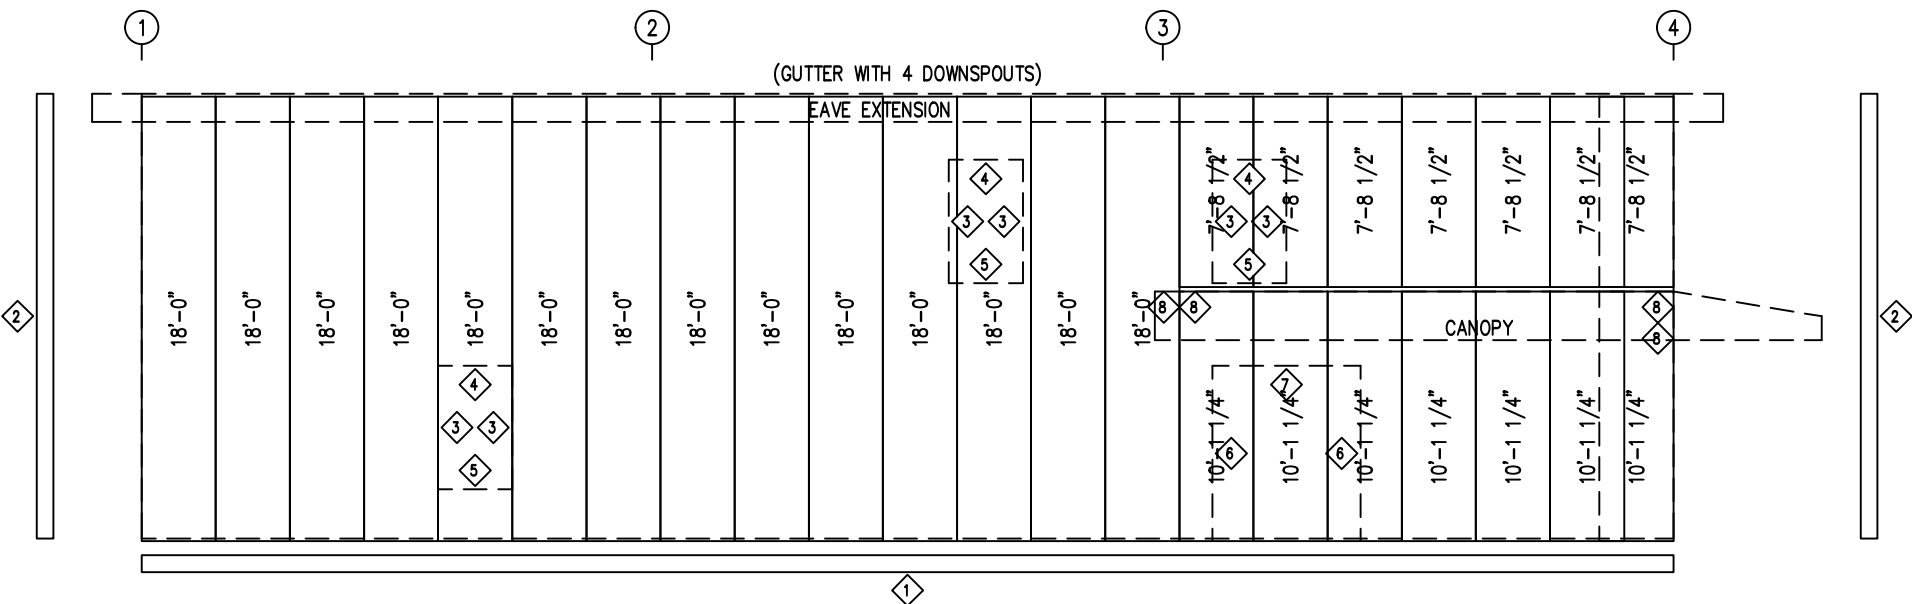 1 2 3 4
(GUTTER WITH 4 DOWNSPOUTS)
EAVE EXTENSION
7'-8 1/2" 7'-8 1/2" 7'-8 1/2" 7'-8 1/2" 7'-8 1/2" 7'-8 1/2" 7'-8 1/2"
4 4
3 3 3 3
5 5
18'-0" 18'-0" 18'-0" 18'-0" 18'-0" 18'-0" 18'-0" 18'-0" 18'-0" 18'-0" 18'-0" 18'-0" 18'-0" 18'-0"
8 8 8
2 2
CANOPY
8
4 7
10'-1 1/4" 10'-1 1/4" 10'-1 1/4" 10'-1 1/4" 10'-1 1/4" 10'-1 1/4" 10'-1 1/4"
3 3
6 6
5
1